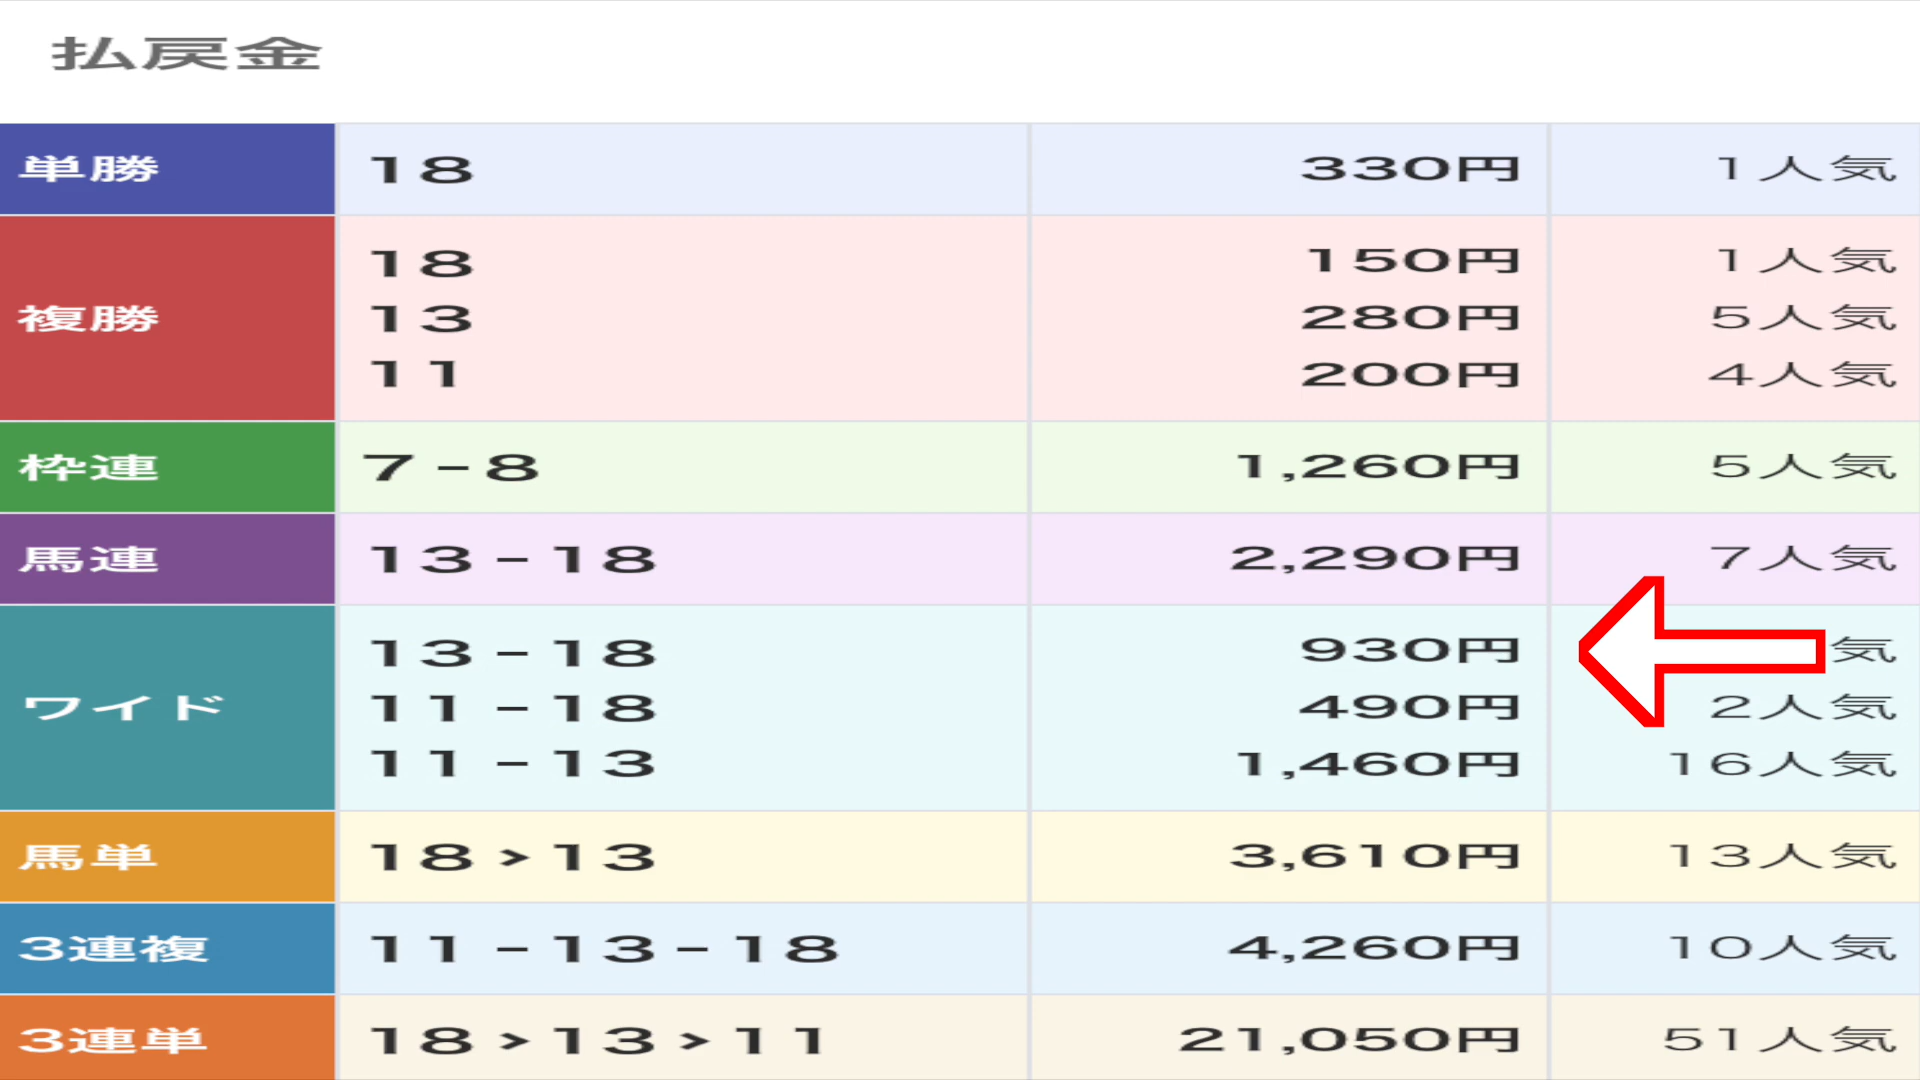 払戻金
単勝 18 330円 1人気
複勝 18 150円 1人気
13 280円 5人気
11 200円 4人気
枠連 7-8 1,260円 5人気
馬連 13-18 2,290円 7人気
ワイド 13-18 930円 気
11-18 490円 2人気
11-13 1,460円 16人気
馬単 18>13 3,610円 13人気
3連複 11-13-18 4,260円 10人気
3連単 18>13>11 21,050円 51人気